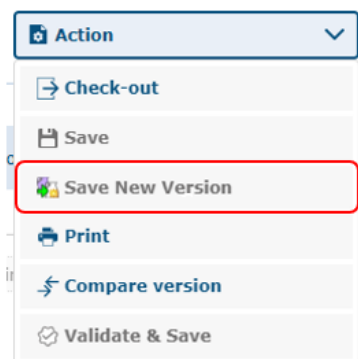 Action
Check-out
Save
Save New Version
Print
Compare version
Validate & Save